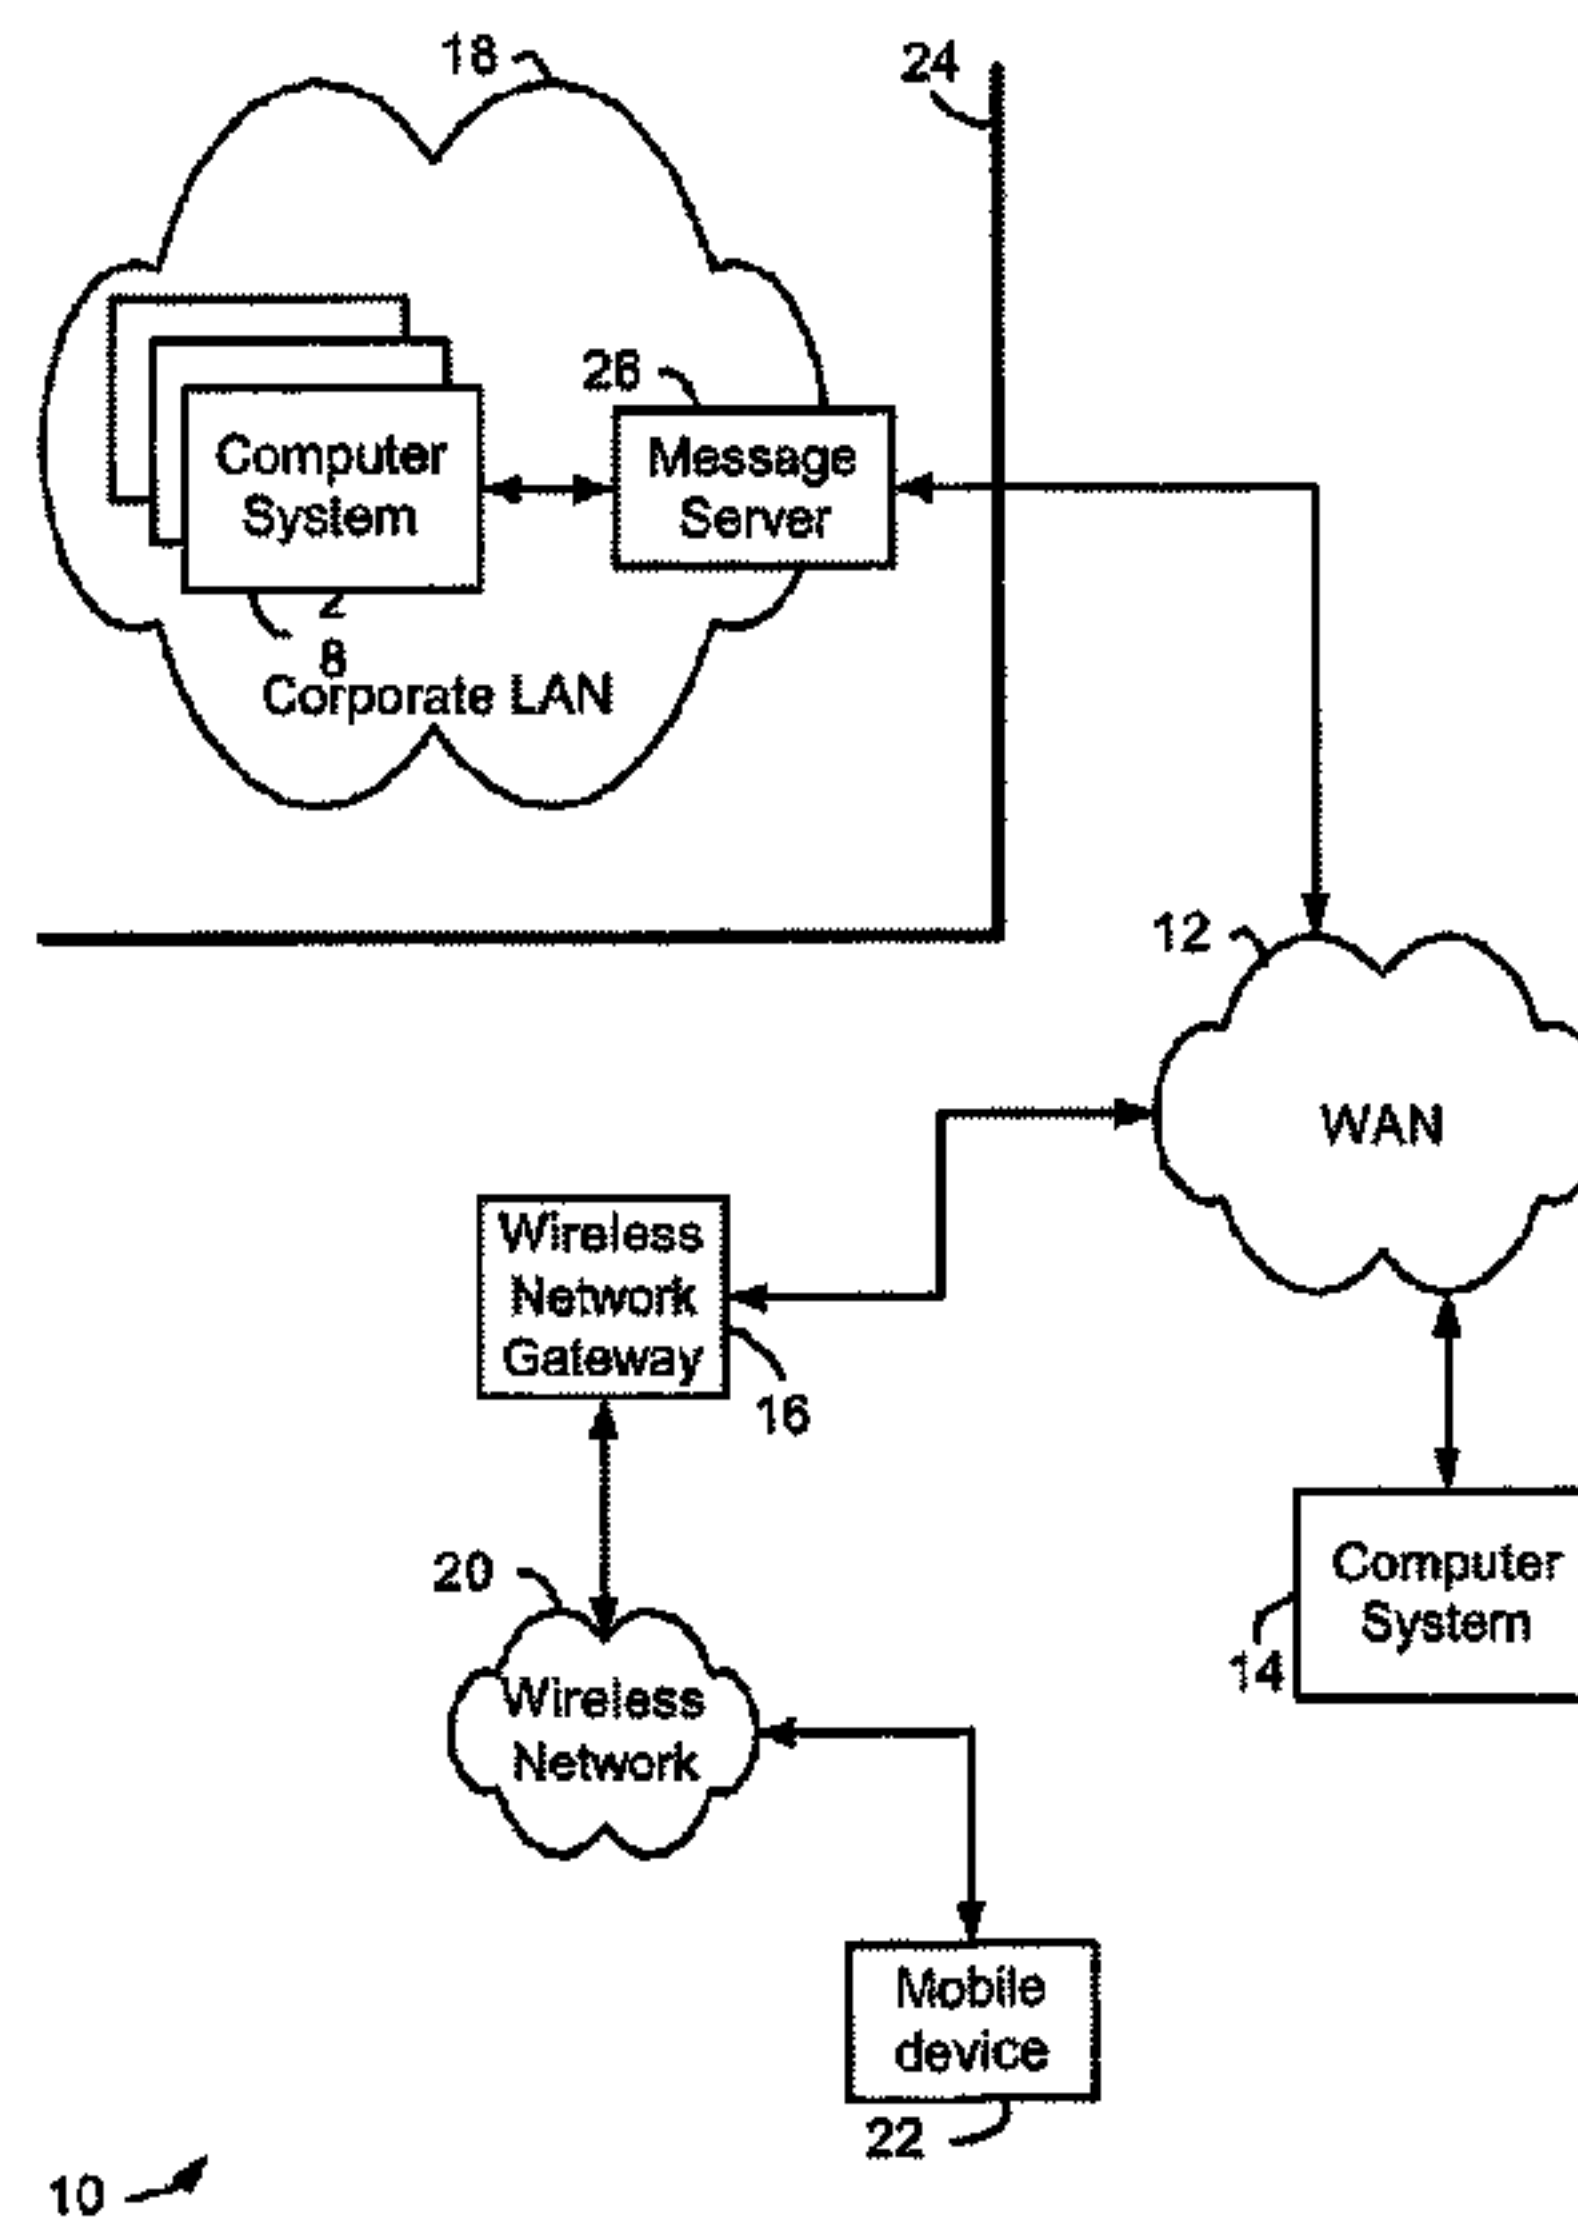 18
24
26
Computer
System
Message
Server
2
8
Corporate LAN
12
WAN
Wireless
Network
Gateway
16
20
Wireless
Network
Computer
System
14
Mobile
device
22
10